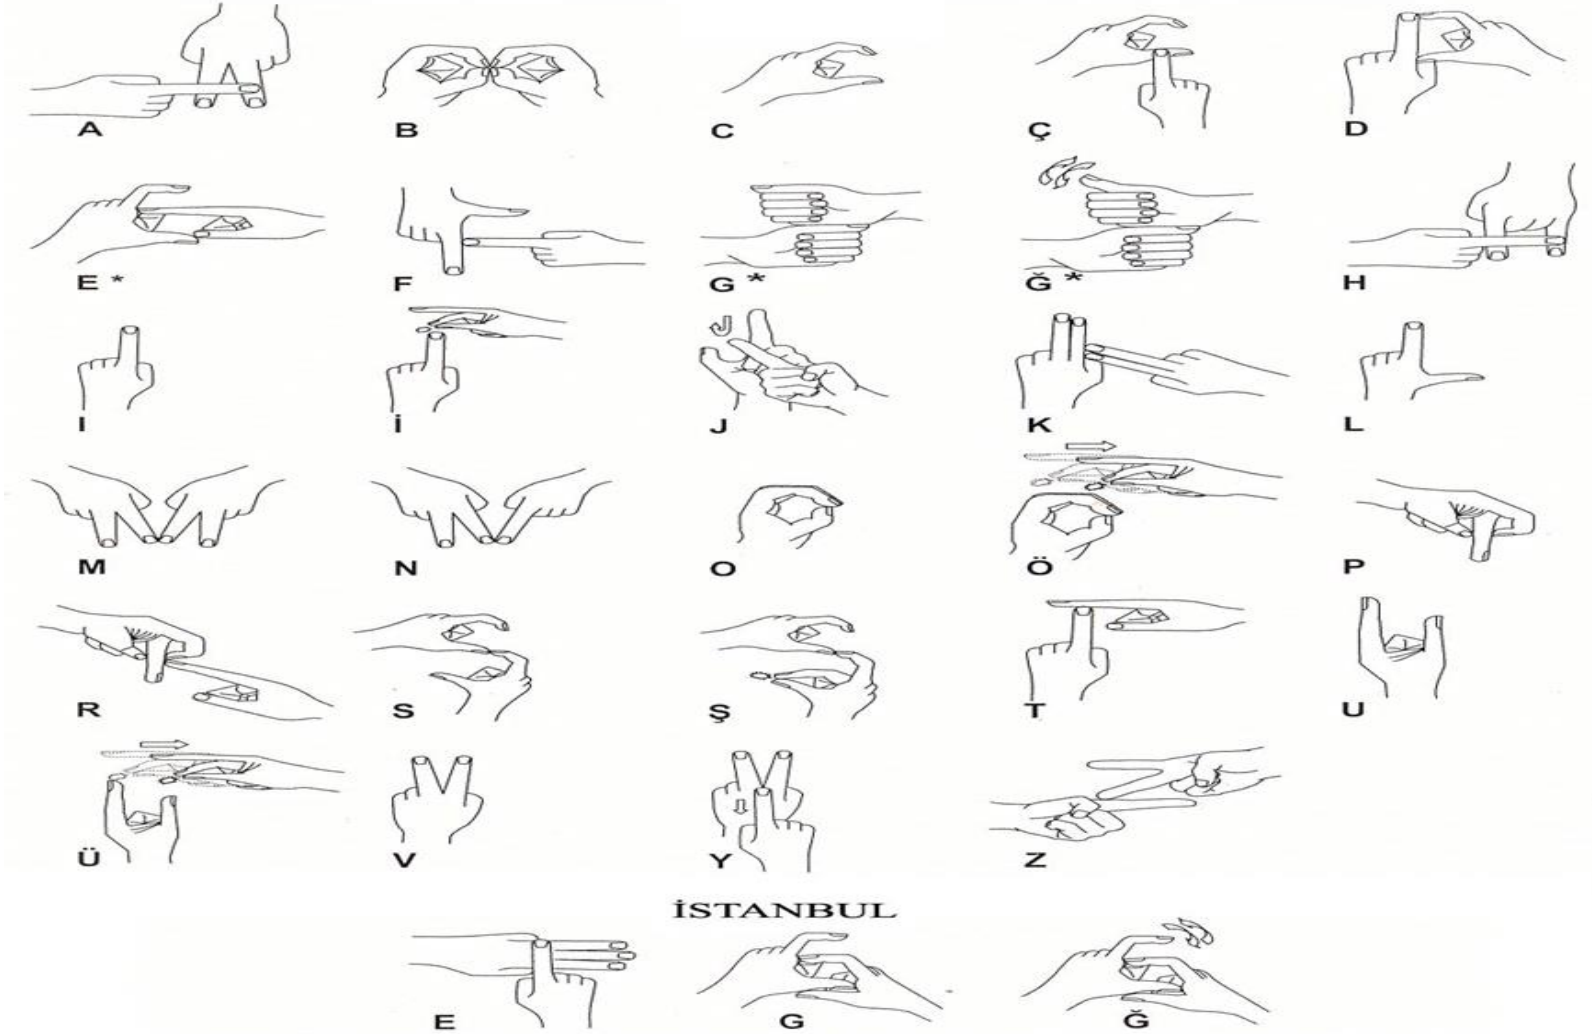 A B C Ç D
E * F G * Ğ * H
I İ J K L
M N O Ö P
R S Ş T U
Ü V Y Z
İSTANBUL
E G Ğ